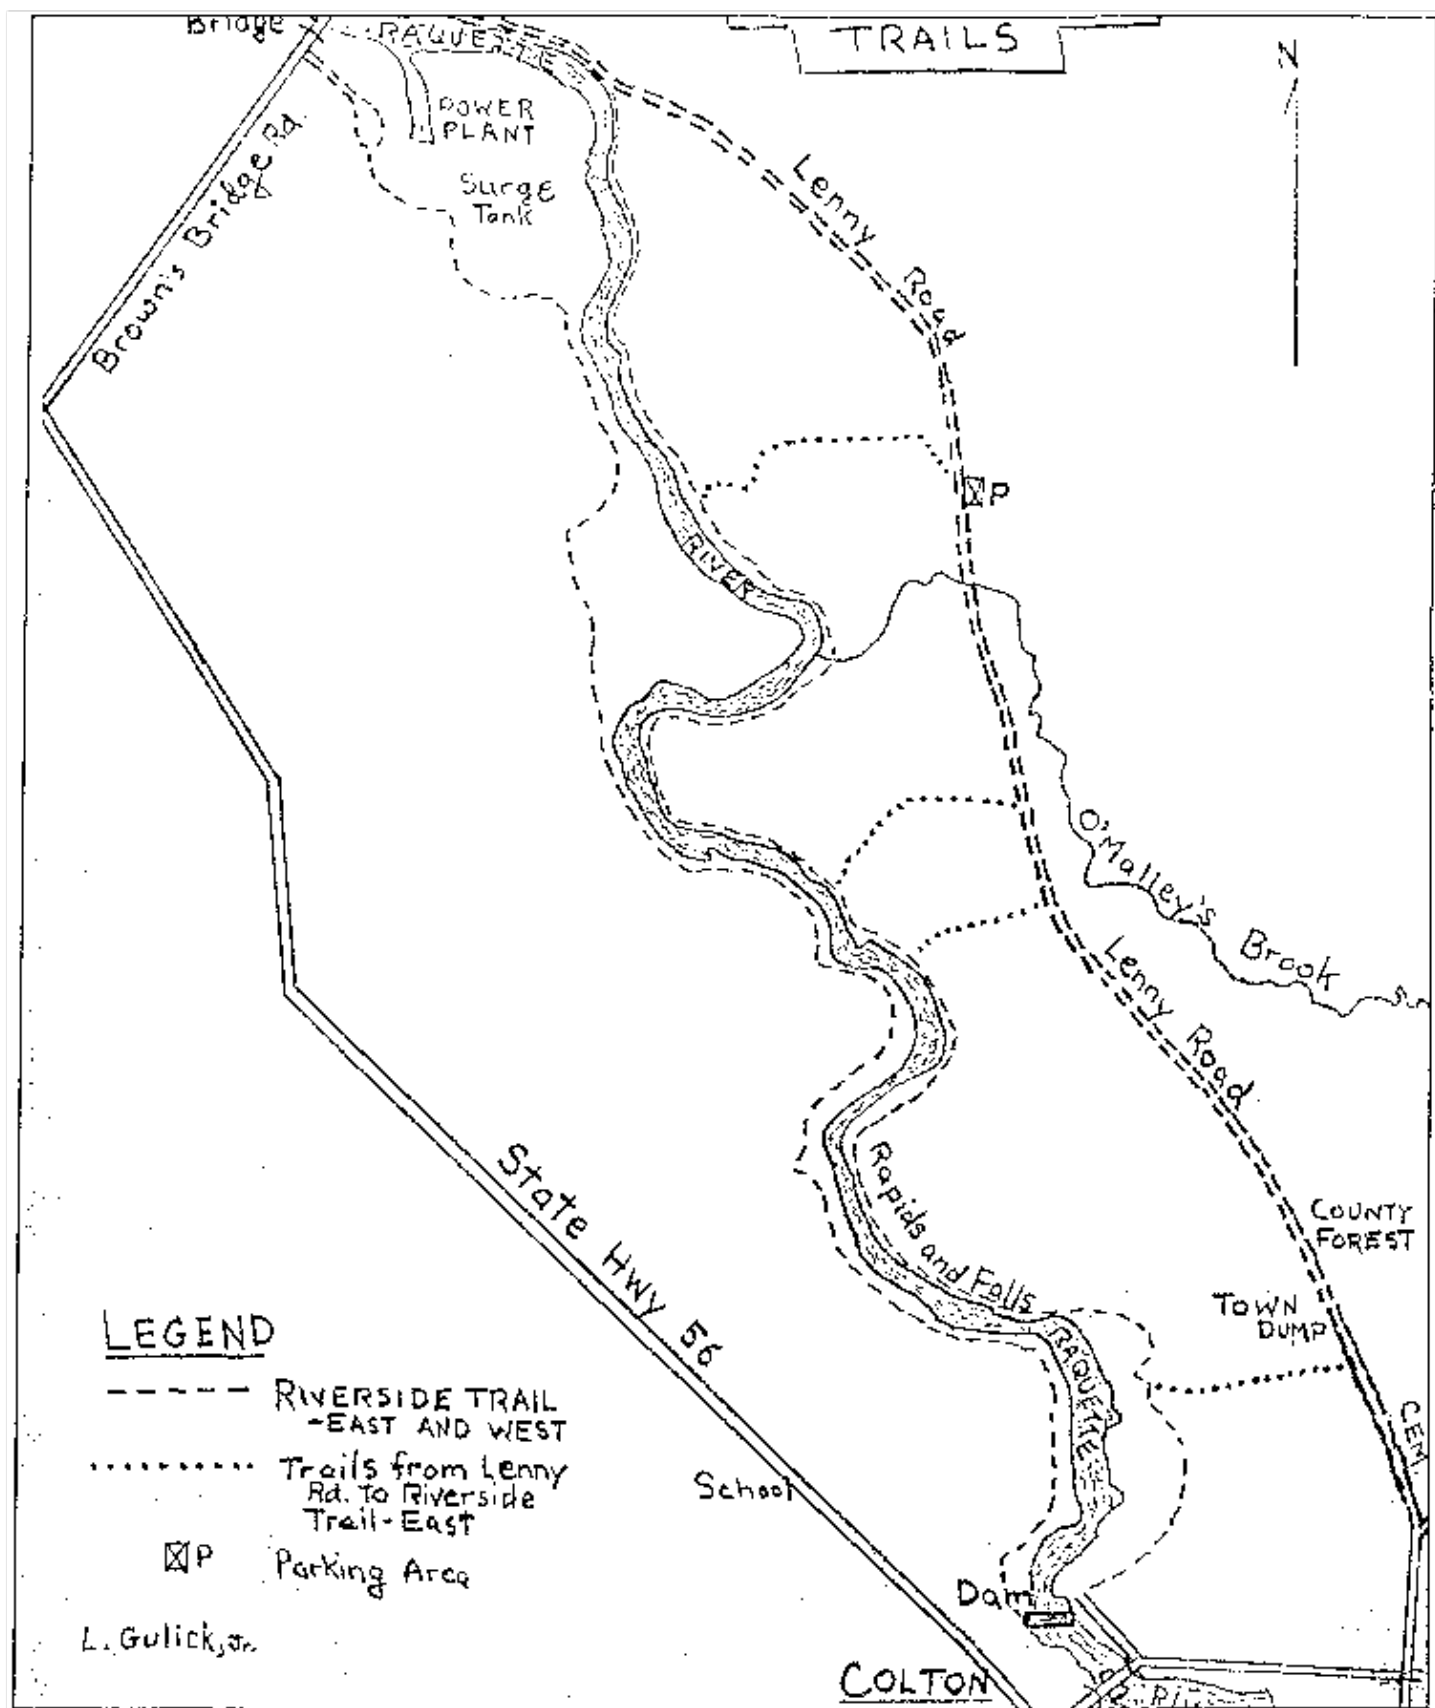 Bridge
RAQUET
TRAILS
N
POWER
PLANT
Surge
Tank
Brown's Bridge Rd.
Lenny
Road
P
RIVER
O'Malley's Brook
Lenny Road
Rapids and Falls
COUNTY
FOREST
TOWN
DUMP
State Hwy 56
RAQUETTE
CEM
LEGEND
RIVERSIDE TRAIL
-EAST AND WEST
Trails from Lenny
Rd. to Riverside
Trail-East
P Parking Area
School
Dam
L. Gulick, Jr.
COLTON